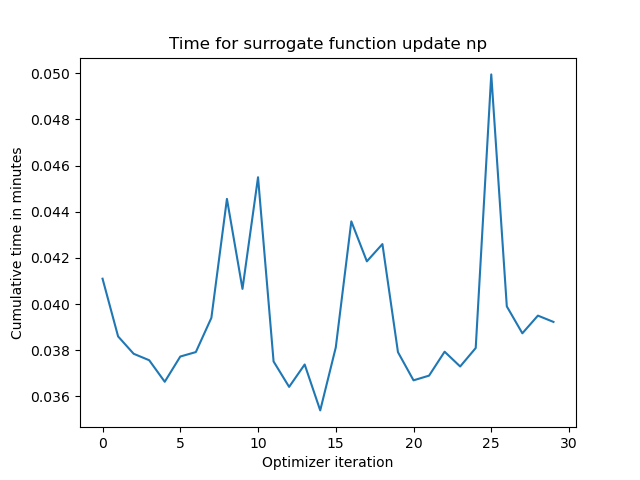 Time for surrogate function update np
Cumulative time in minutes
0.050
0.048
0.046
0.044
0.042
0.040
0.038
0.036
0 5 10 15 20 25 30
Optimizer iteration